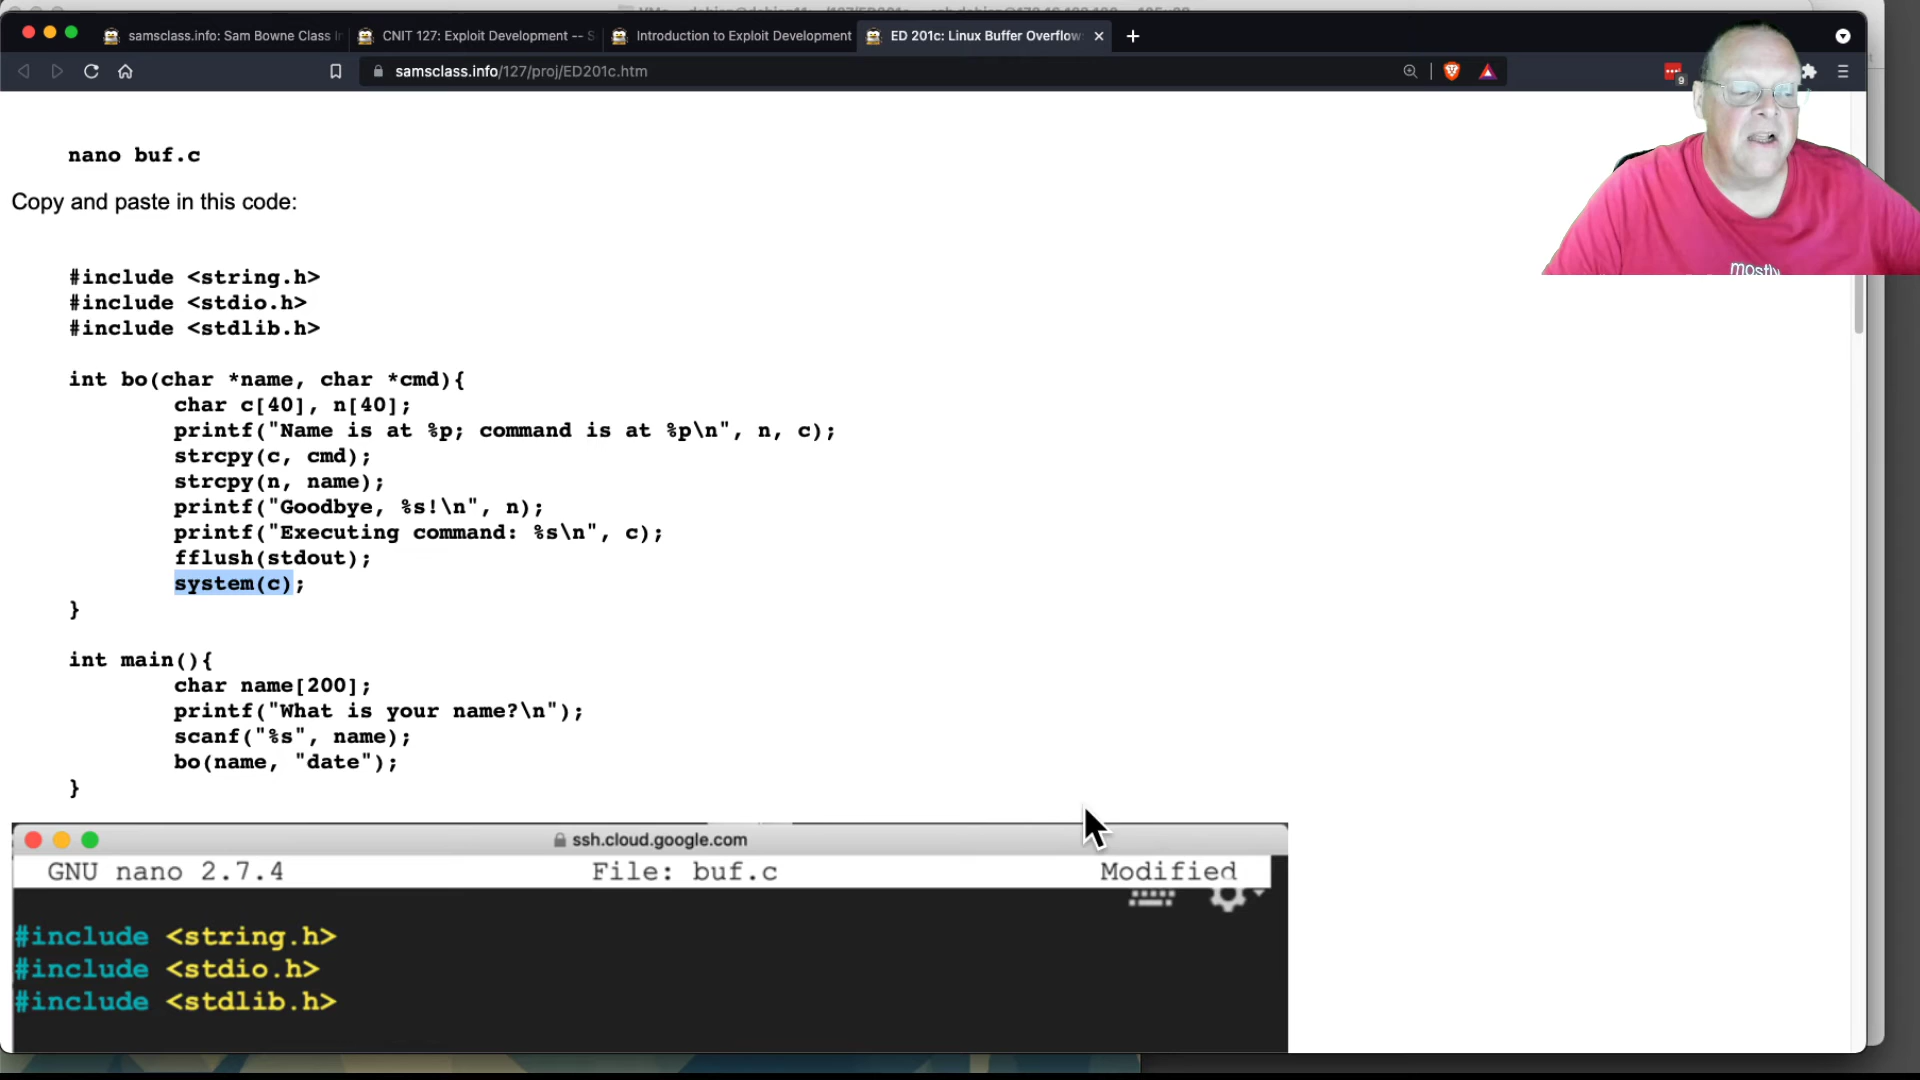 samsclass.info: Sam Bowne Class I
CNIT 127: Exploit Development -- S
Introduction to Exploit Development
ED 201c: Linux Buffer Overflow
samsclass.info/127/proj/ED201c.htm
9
nano buf.c
Copy and paste in this code:
#include <string.h>
#include <stdio.h>
#include <stdlib.h>
int bo(char *name, char *cmd){
char c[40], n[40];
printf("Name is at %p; command is at %p\n", n, c);
strcpy(c, cmd);
strcpy(n, name);
printf("Goodbye, %s!\n", n);
printf("Executing command: %s\n", c);
fflush(stdout);
system(c);
}
int main(){
char name[200];
printf("What is your name?\n");
scanf("%s", name);
bo(name, "date");
}
ssh.cloud.google.com
GNU nano 2.7.4 File: buf.c Modified
#include <string.h>
#include <stdio.h>
#include <stdlib.h>
mostly